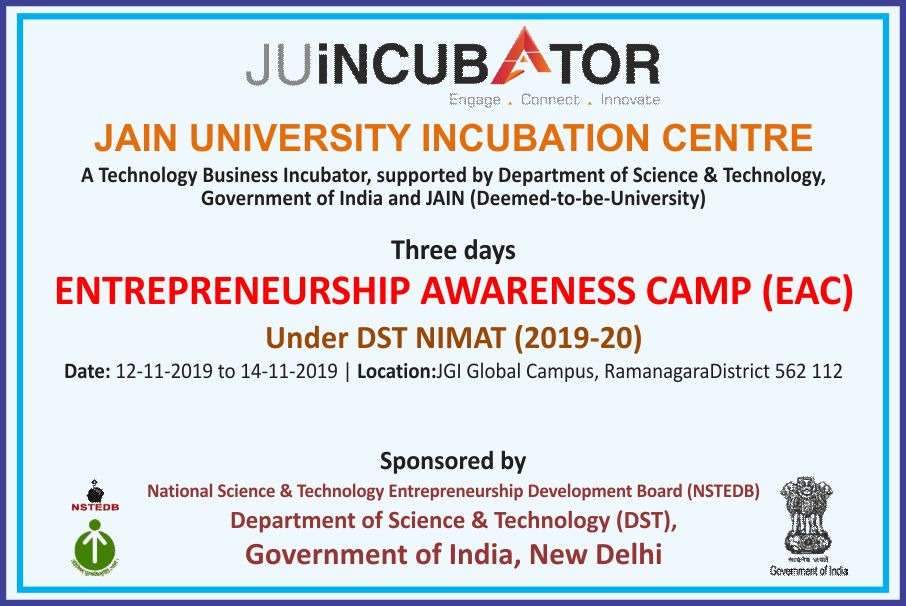 JUiNCUBATOR
Engage . Connect . Innovate
JAIN UNIVERSITY INCUBATION CENTRE
A Technology Business Incubator, supported by Department of Science & Technology,
Government of India and JAIN (Deemed-to-be-University)
Three days
ENTREPRENEURSHIP AWARENESS CAMP (EAC)
Under DST NIMAT (2019-20)
Date: 12-11-2019 to 14-11-2019 | Location:JGI Global Campus, RamanagaraDistrict 562 112
Sponsored by
National Science & Technology Entrepreneurship Development Board (NSTEDB)
Department of Science & Technology (DST),
Government of India, New Delhi
NSTEDB
सत्यमेव जयते
Government of India